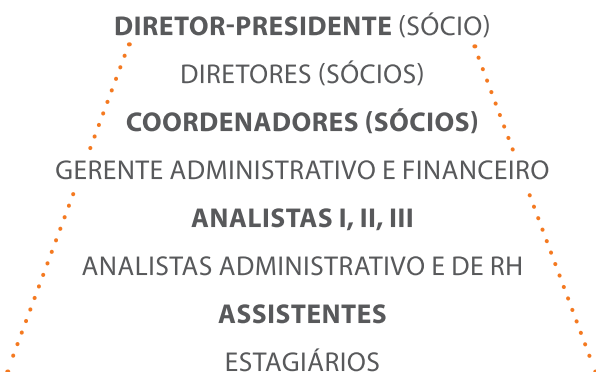 DIRETOR-PRESIDENTE (SÓCIO)
DIRETORES (SÓCIOS)
COORDENADORES (SÓCIOS)
GERENTE ADMINISTRATIVO E FINANCEIRO
ANALISTAS I, II, III
ANALISTAS ADMINISTRATIVO E DE RH
ASSISTENTES
ESTAGIÁRIOS